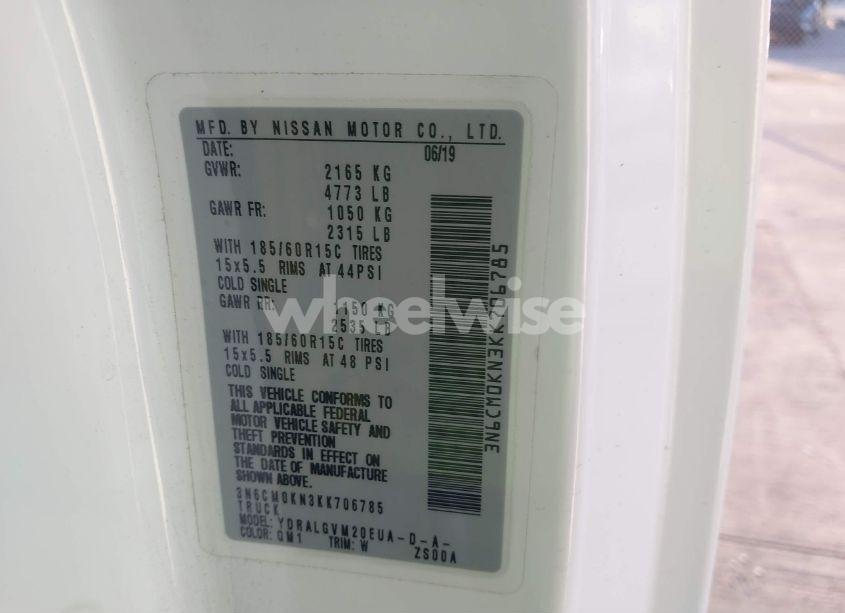 MFD. BY NISSAN MOTOR CO., LTD.
DATE: 06/19
GVWR: 2165 KG
4773 LB
GAWR FR: 1050 KG
2315 LB
WITH 185/60R15C TIRES
15x5.5 RIMS AT 44PSI
COLD SINGLE
GAWR RR: 1150 KG
2535 LB
WITH 185/60R15C TIRES
15x5.5 RIMS AT 48 PSI
COLD SINGLE
THIS VEHICLE CONFORMS TO
ALL APPLICABLE FEDERAL
MOTOR VEHICLE SAFETY AND
THEFT PREVENTION
STANDARDS IN EFFECT ON
THE DATE OF MANUFACTURE
SHOWN ABOVE.
3N6CM0KN3KK706785
TRUCK
MODEL: YDRALGVM20EUA-D-A-
COLOR: QM1 TRIM: W ZS00A
3N6CM0KN3KK706785
wheelwise